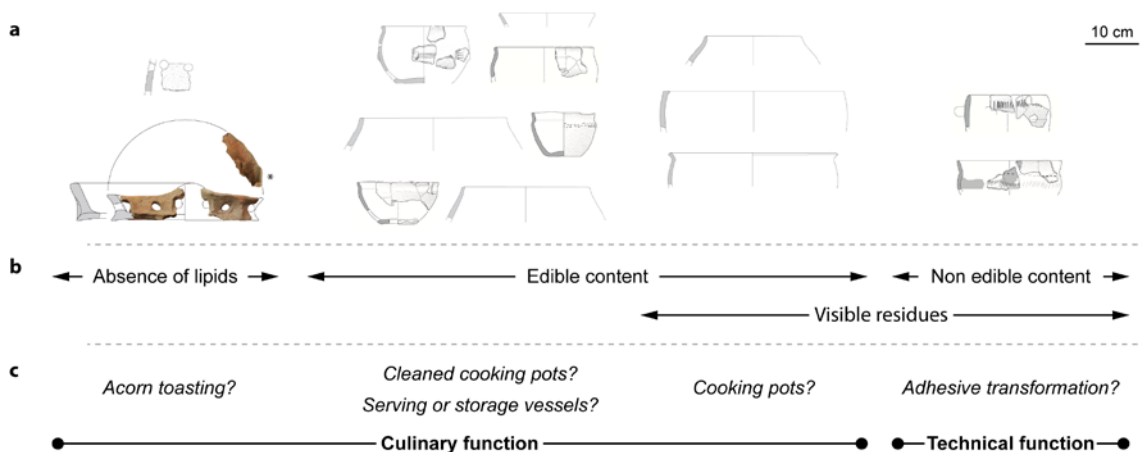 a
10 cm
b
Absence of lipids
Edible content
Non edible content
Visible residues
c
Acorn toasting?
Cleaned cooking pots?
Serving or storage vessels?
Cooking pots?
Adhesive transformation?
Culinary function
Technical function